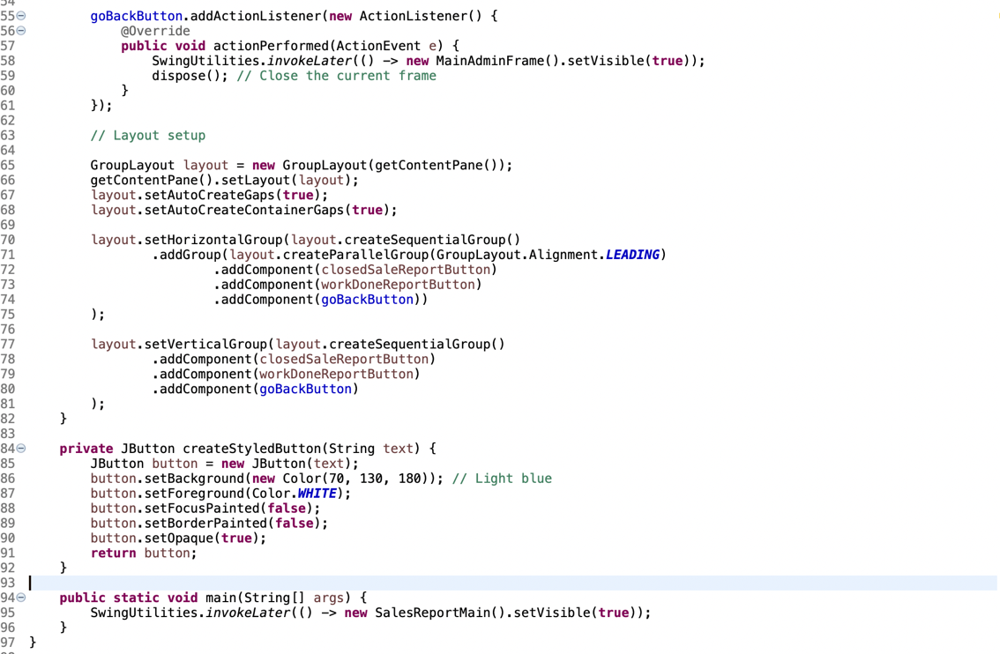 54
55 goBackButton.addActionListener(new ActionListener() {
56 @Override
57 public void actionPerformed(ActionEvent e) {
58 SwingUtilities.invokeLater(() -> new MainAdminFrame().setVisible(true));
59 dispose(); // Close the current frame
60 }
61 });
62
63 // Layout setup
64
65 GroupLayout layout = new GroupLayout(getContentPane());
66 getContentPane().setLayout(layout);
67 layout.setAutoCreateGaps(true);
68 layout.setAutoCreateContainerGaps(true);
69
70 layout.setHorizontalGroup(layout.createSequentialGroup()
71 .addGroup(layout.createParallelGroup(GroupLayout.Alignment.LEADING)
72 .addComponent(closedSaleReportButton)
73 .addComponent(workDoneReportButton)
74 .addComponent(goBackButton))
75 );
76
77 layout.setVerticalGroup(layout.createSequentialGroup()
78 .addComponent(closedSaleReportButton)
79 .addComponent(workDoneReportButton)
80 .addComponent(goBackButton)
81 );
82 }
83
84 private JButton createStyledButton(String text) {
85 JButton button = new JButton(text);
86 button.setBackground(new Color(70, 130, 180)); // Light blue
87 button.setForeground(Color.WHITE);
88 button.setFocusPainted(false);
89 button.setBorderPainted(false);
90 button.setOpaque(true);
91 return button;
92 }
93
94 public static void main(String[] args) {
95 SwingUtilities.invokeLater(() -> new SalesReportMain().setVisible(true));
96 }
97 }